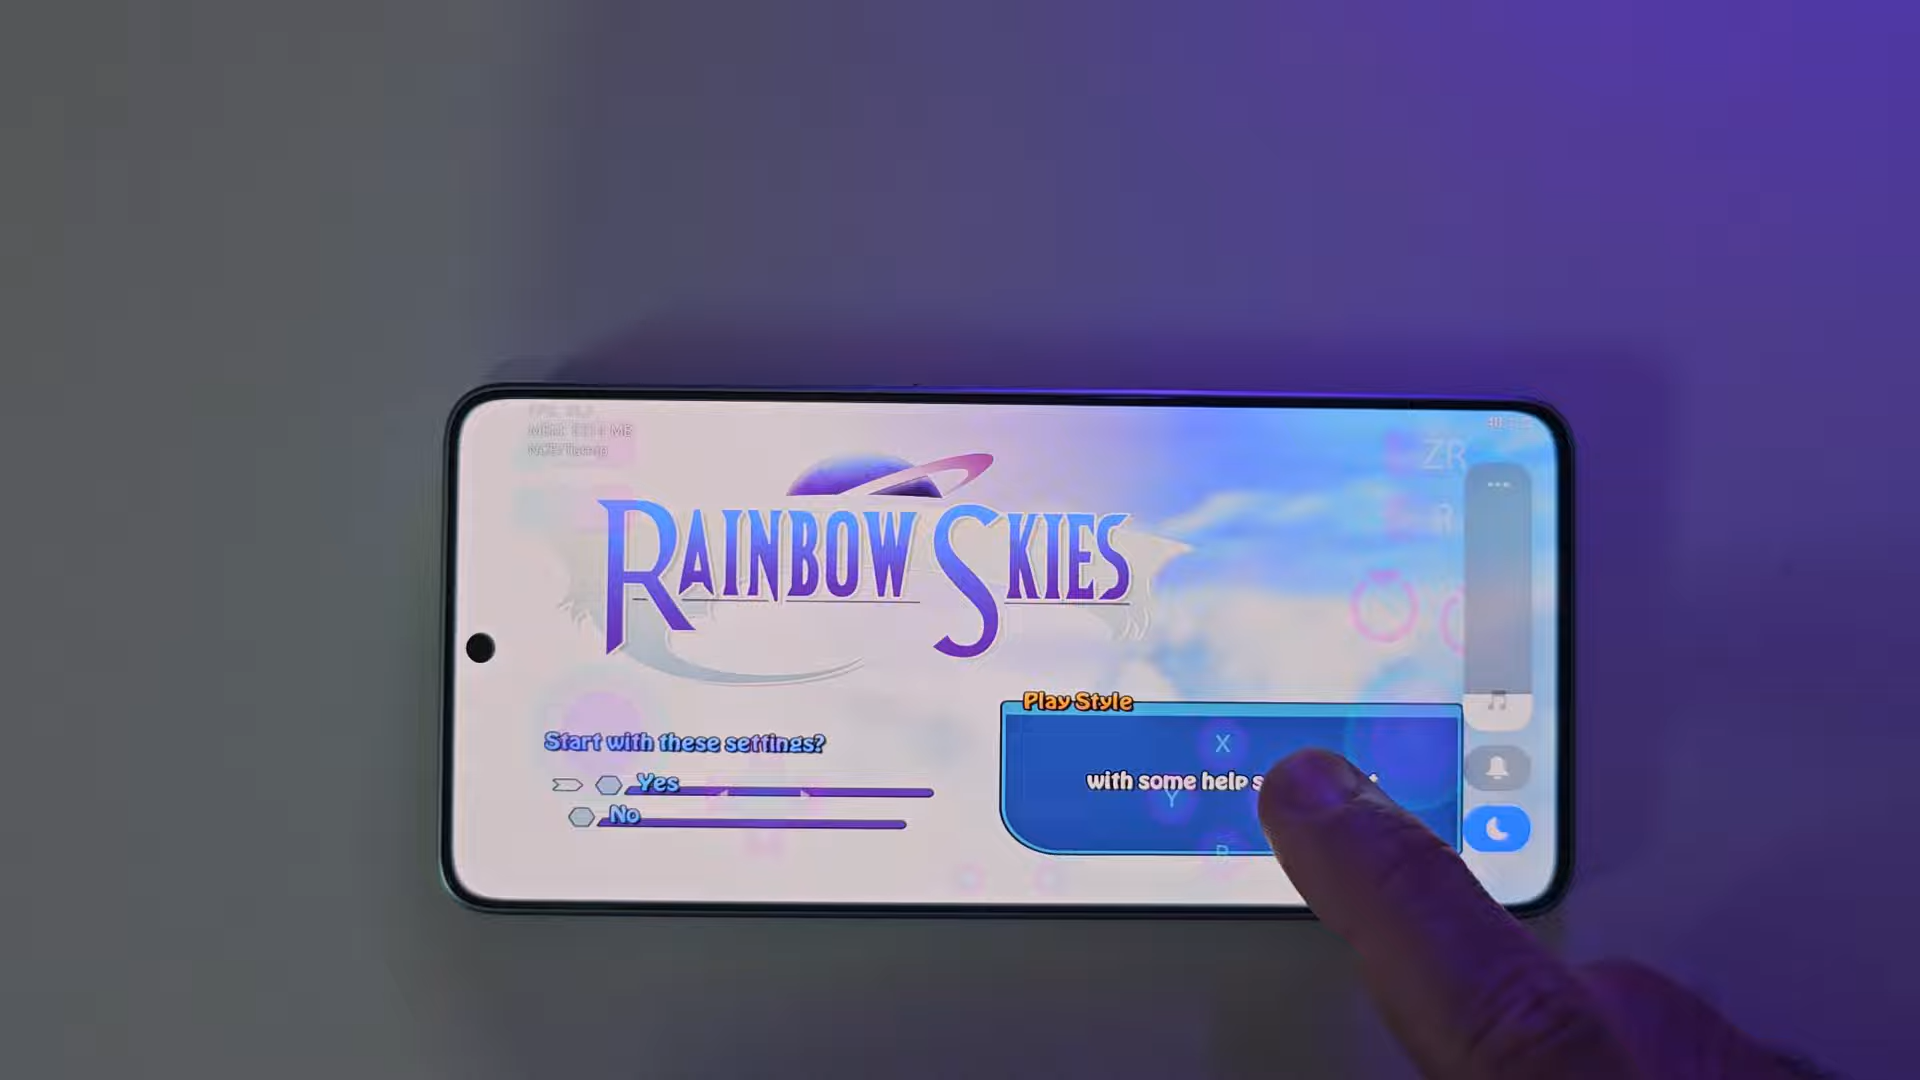 ZR
R
RAINBOW SKIES
Play Style
Start with these settings?
X
Yes
with some help
Y
No
B